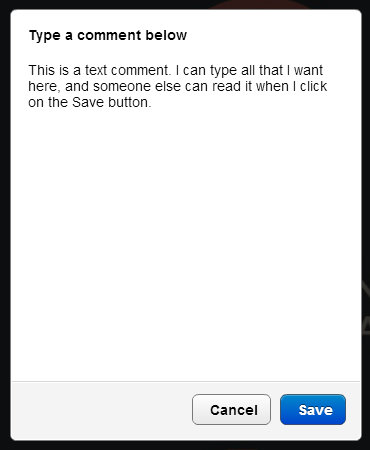 Type a comment below
This is a text comment. I can type all that I want
here, and someone else can read it when I click
on the Save button.
Cancel Save